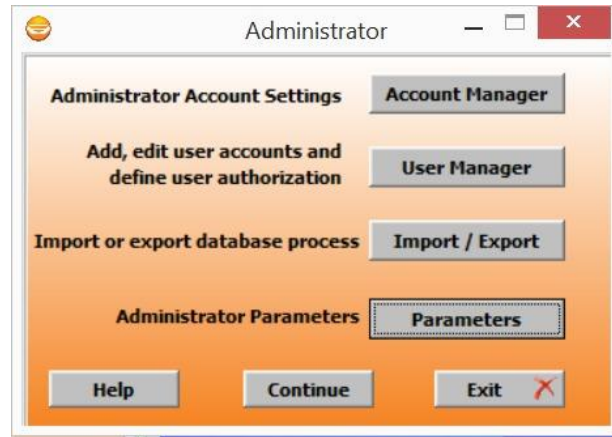 Administrator
Administrator Account Settings
Account Manager
Add, edit user accounts and
define user authorization
User Manager
Import or export database process
Import / Export
Administrator Parameters
Parameters
Help
Continue
Exit